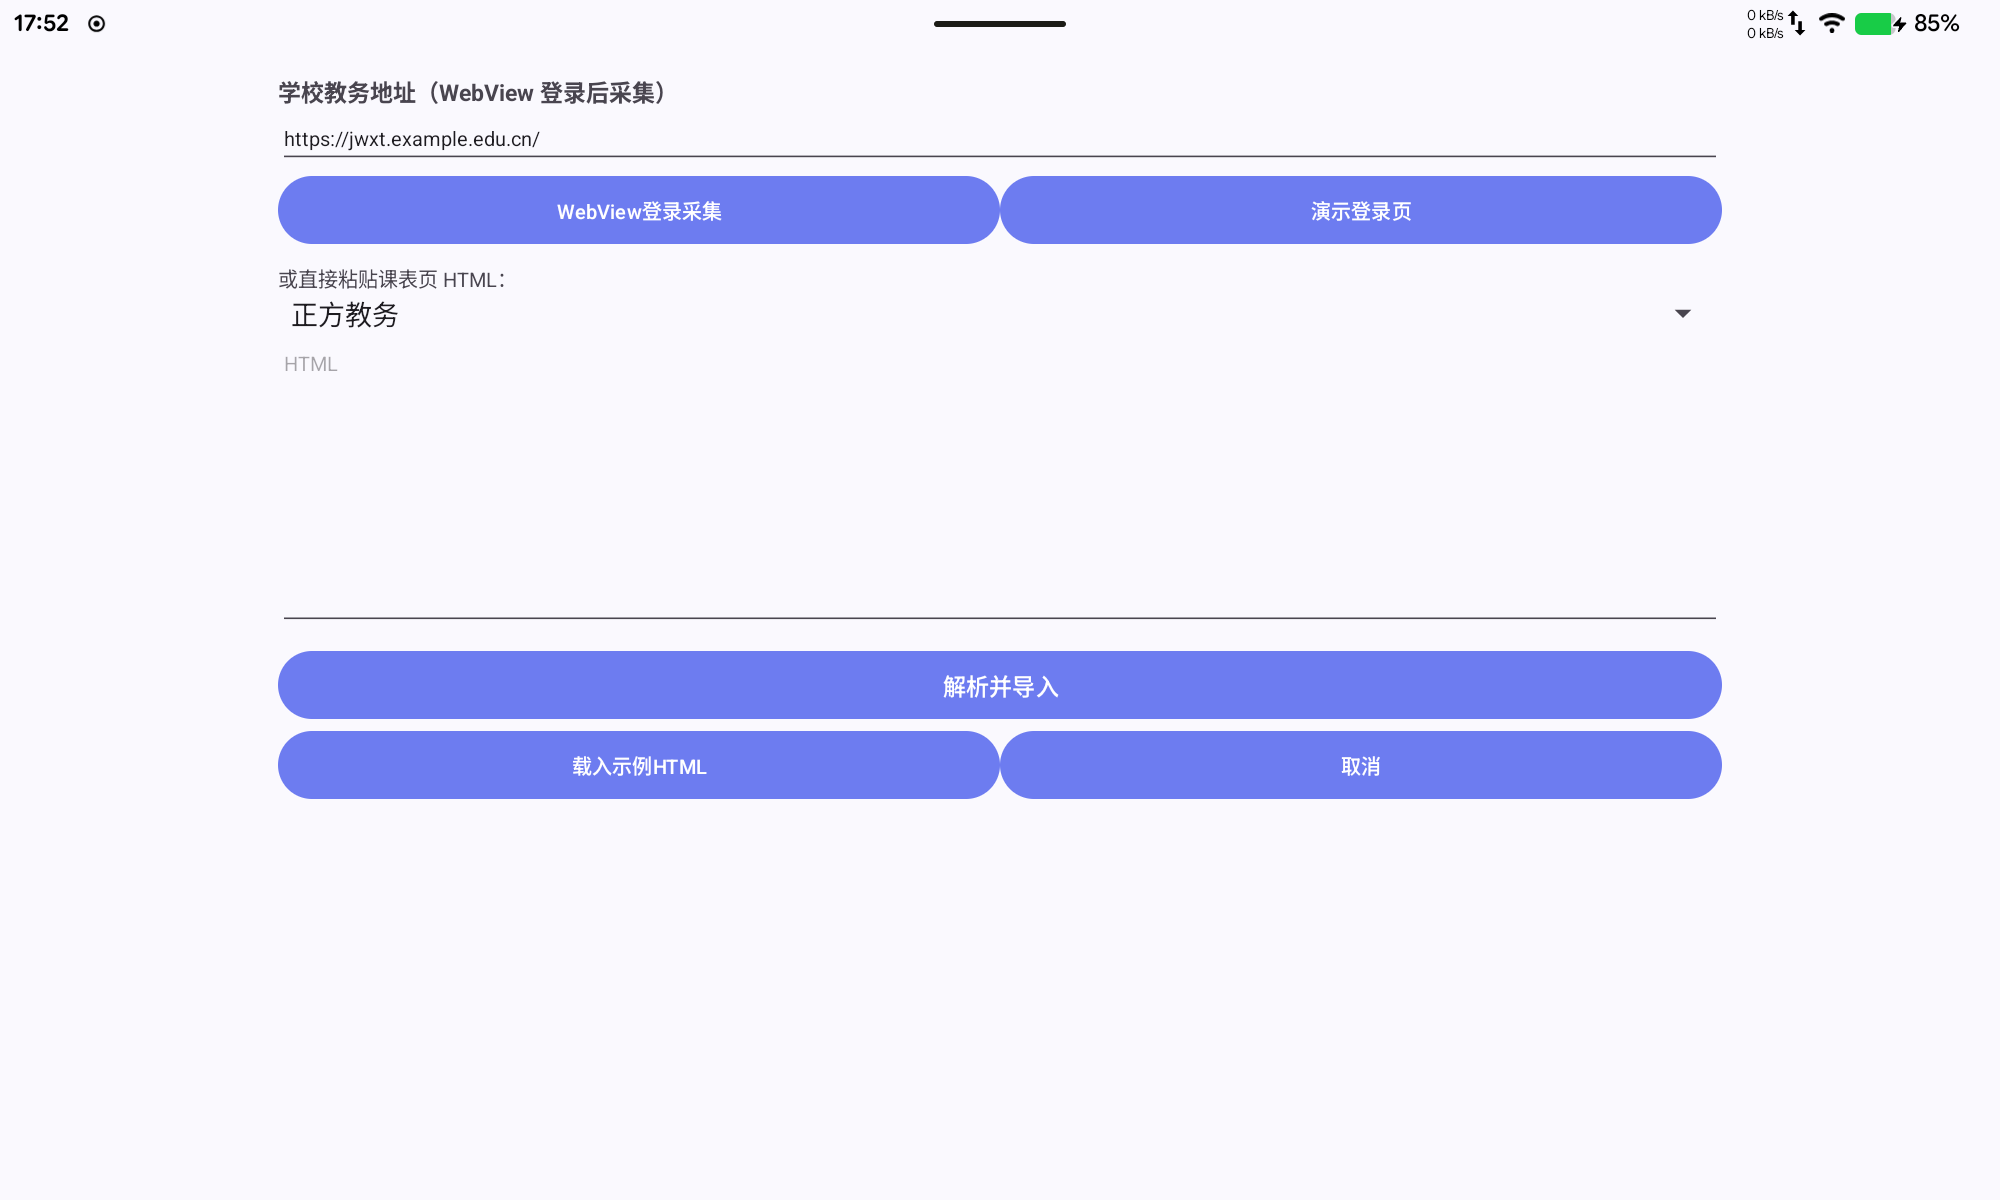 17:52
0 kB/s
0 kB/s
85%
学校教务地址（WebView 登录后采集）
https://jwxt.example.edu.cn/
WebView登录采集
演示登录页
或直接粘贴课表页 HTML：
正方教务
HTML
解析并导入
载入示例HTML
取消